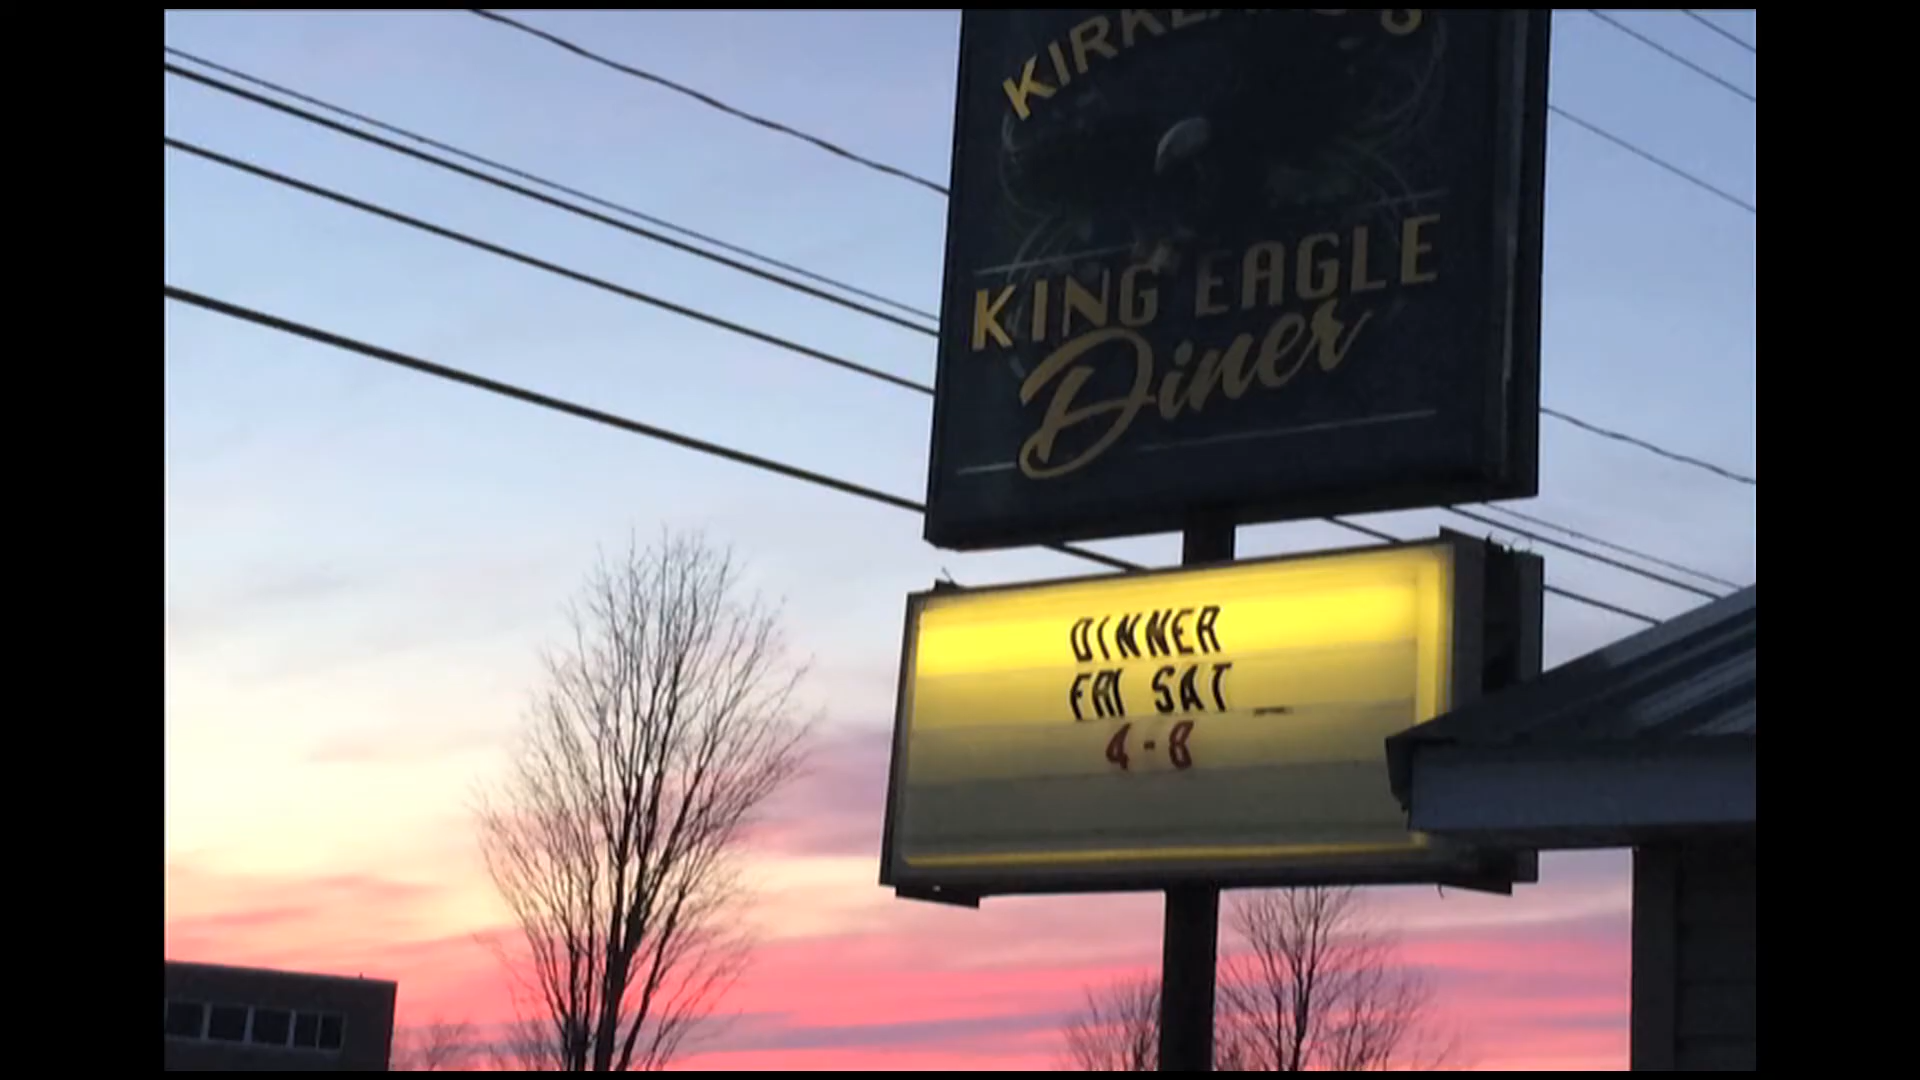 KING EAGLE
Diner
DINNER
FRI SAT
4-8